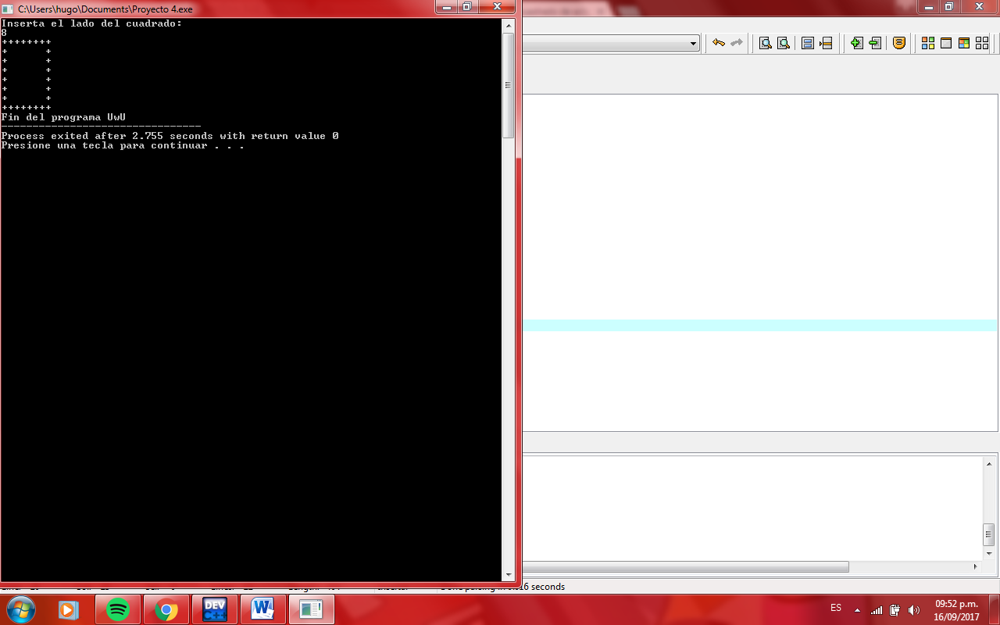 C:\Users\hugo\Documents\Proyecto 4.exe
Inserta el lado del cuadrado:
8
++++++++
+      +
+      +
+      +
+      +
+      +
+      +
++++++++
Fin del programa UwU
--------------------------------
Process exited after 2.755 seconds with return value 0
Presione una tecla para continuar . . .
seconds
DEV
C++
W
ES
09:52 p.m.
16/09/2017